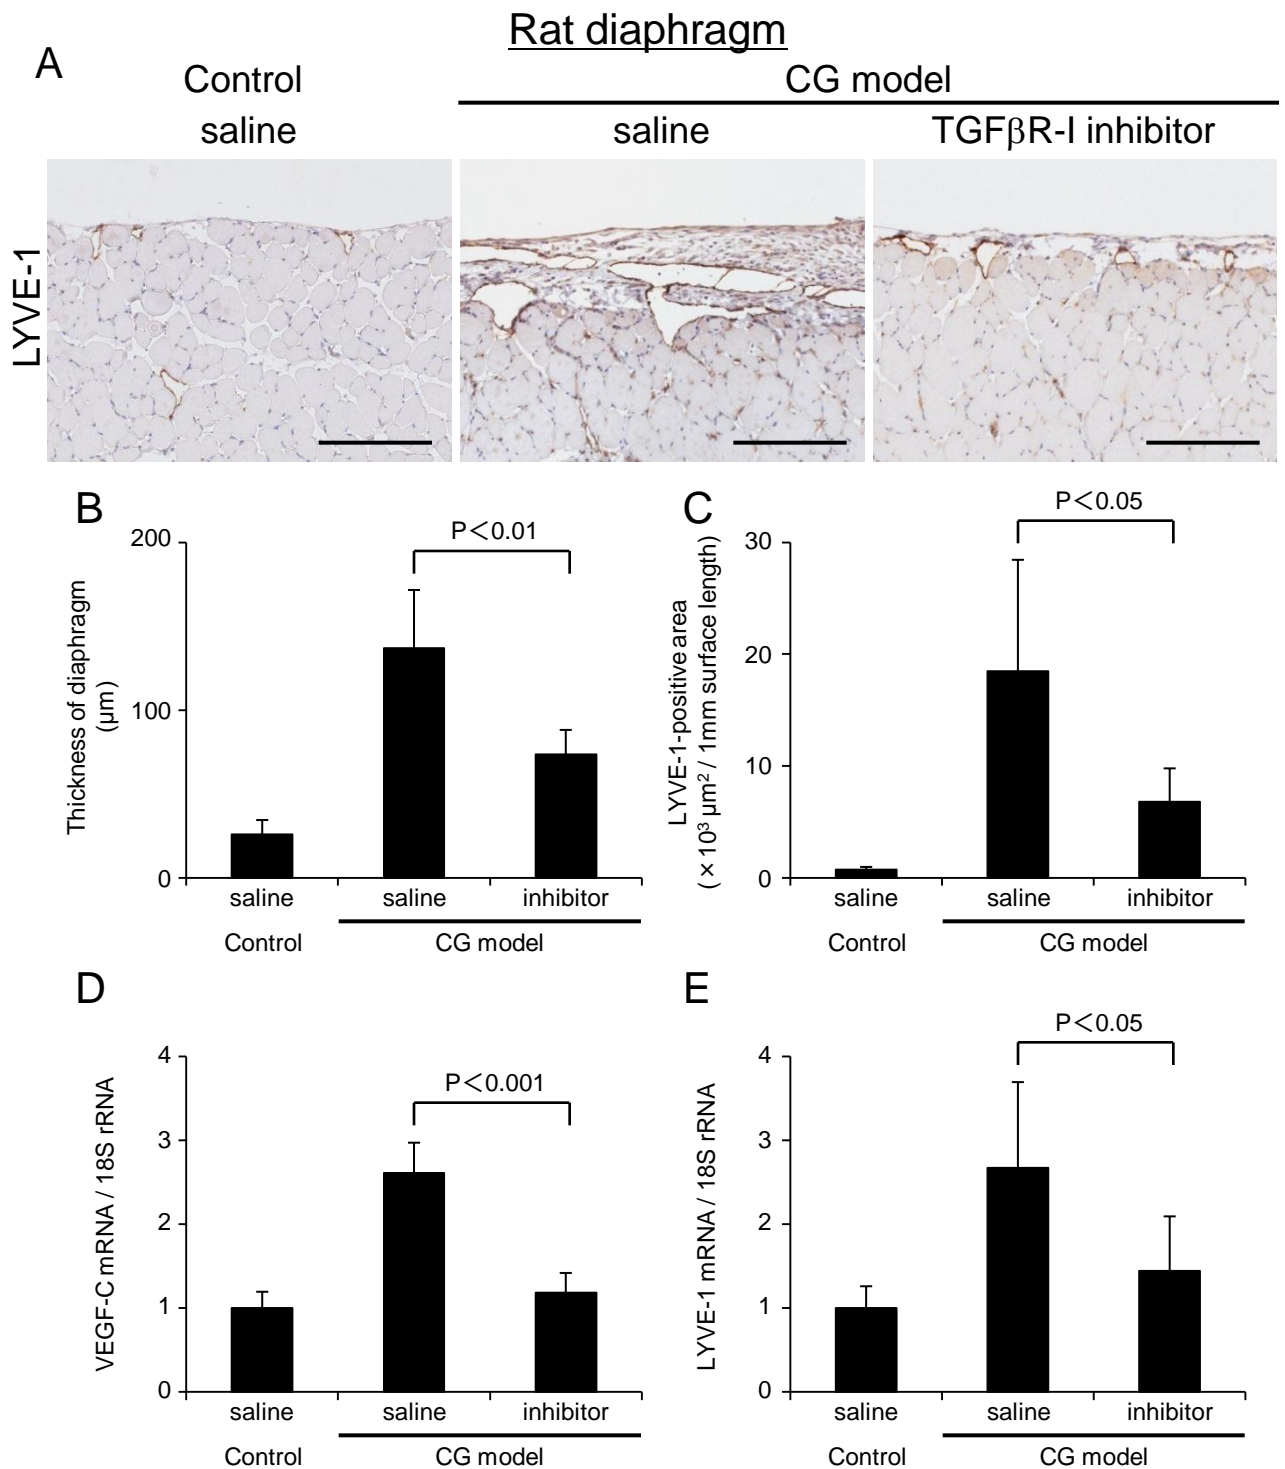 Rat diaphragm
A
Control
CG model
saline
saline
TGFβR-I inhibitor
LYVE-1
B
P＜0.01
Thickness of diaphragm
(μm)
200
100
0
saline
saline
inhibitor
Control
CG model
C
P＜0.05
LYVE-1-positive area
(×10³ μm² / 1mm surface length)
30
20
10
0
saline
saline
inhibitor
Control
CG model
D
P＜0.001
VEGF-C mRNA / 18S rRNA
4
3
2
1
0
saline
saline
inhibitor
Control
CG model
E
P＜0.05
LYVE-1 mRNA / 18S rRNA
4
3
2
1
0
saline
saline
inhibitor
Control
CG model